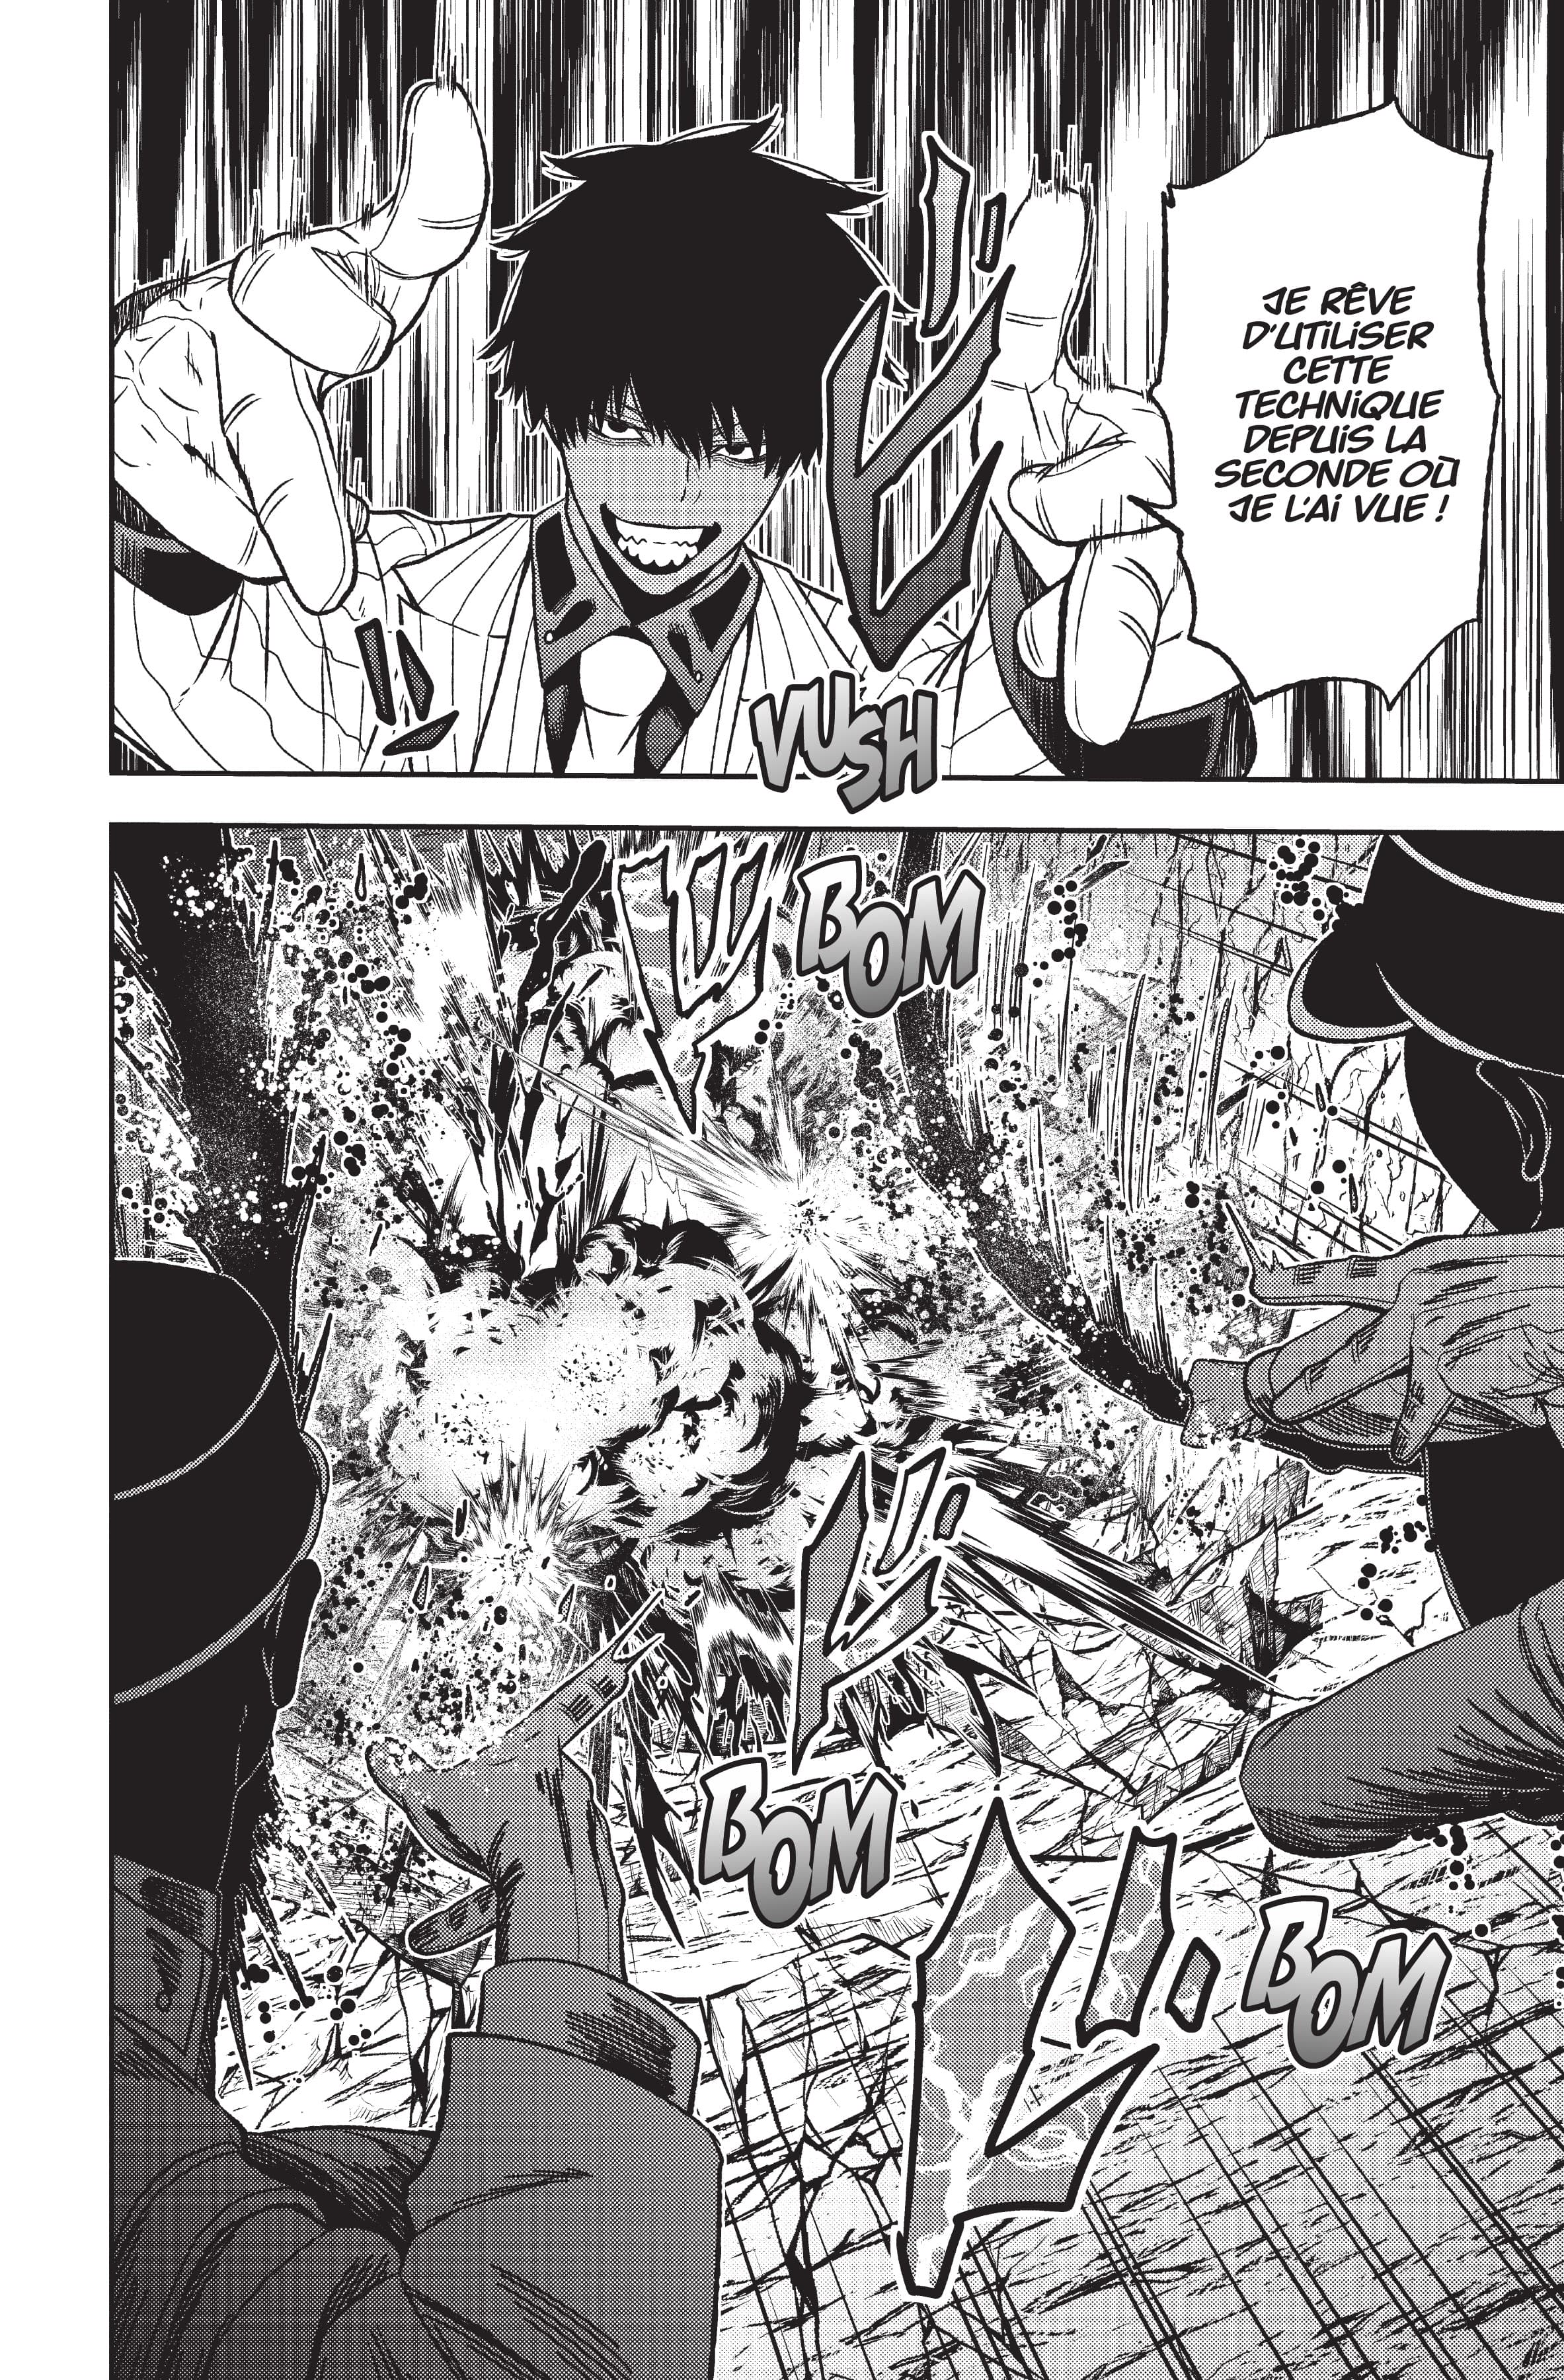 JE RÊVE
D'UTILISER
CETTE
TECHNIQUE
DEPUIS LA
SECONDE OÙ
JE L'AI VUE !
VUSH
BOM
BOM
BOM